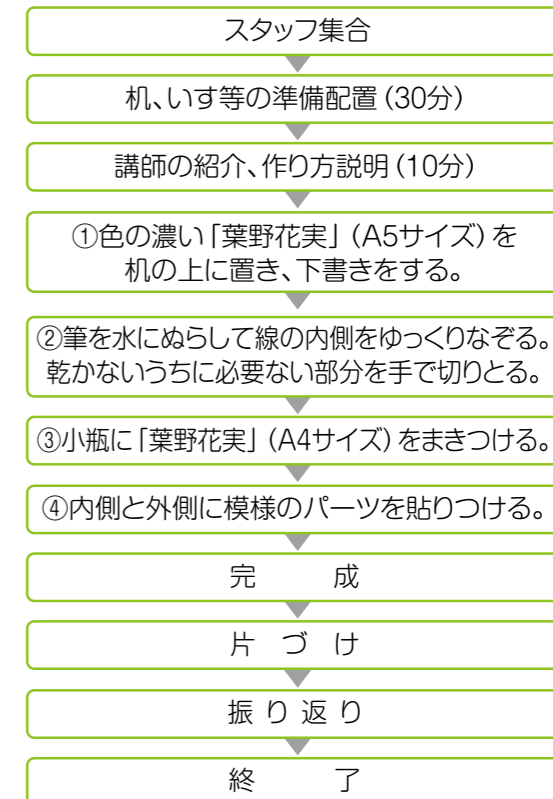 スタッフ集合
机、いす等の準備配置（30分）
講師の紹介、作り方説明（10分）
①色の濃い「葉野花実」（A5サイズ）を
机の上に置き、下書きをする。
②筆を水にぬらして線の内側をゆっくりなぞる。
乾かないうちに必要ない部分を手で切りとる。
③小瓶に「葉野花実」（A4サイズ）をまきつける。
④内側と外側に模様のパーツを貼りつける。
完　　　成
片　づ　け
振 り 返 り
終　　　了